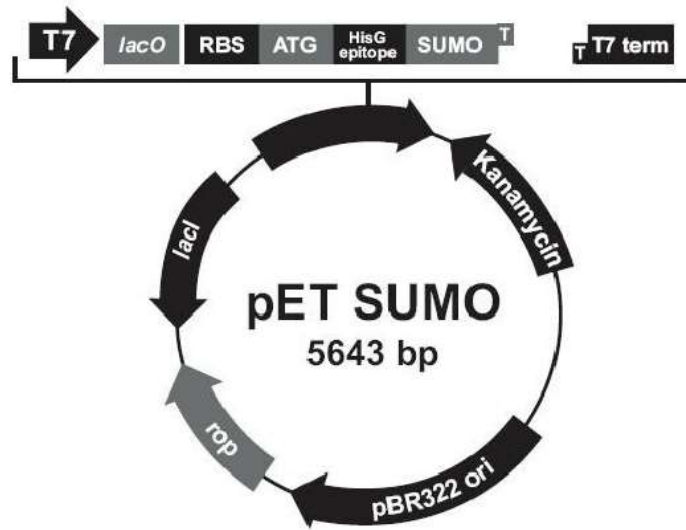 T7 lacO RBS ATG HisG epitope SUMO T T T7 term
Kanamycin
lacI
pET SUMO
5643 bp
rop
pBR322 ori